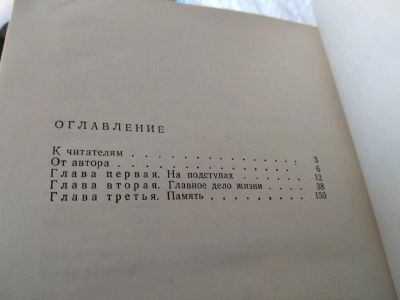 ОГЛАВЛЕНИЕ
К читателям . . . . . . . . . . . . . 3
От автора . . . . . . . . . . . . . . 6
Глава первая. На подступах . . . . . . 12
Глава вторая. Главное дело жизни . . . 38
Глава третья. Память . . . . . . . . . 150